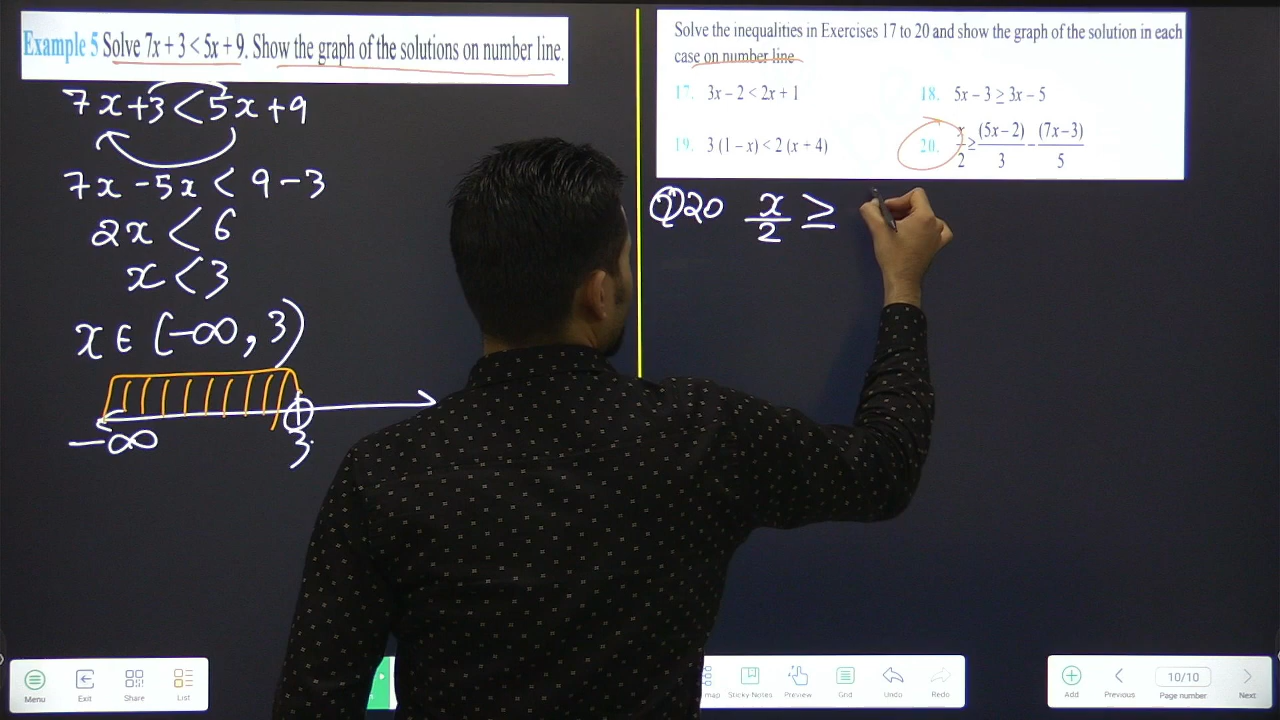 Example 5 Solve 7x + 3 < 5x + 9. Show the graph of the solutions on number line.
7x+3 < 5x+9
7x - 5x < 9 - 3
2x < 6
x < 3
x ∈ (-∞, 3)
-∞ 3
Solve the inequalities in Exercises 17 to 20 and show the graph of the solution in each
case on number line
17. 3x – 2 < 2x + 1 18. 5x – 3 ≥ 3x – 5
19. 3 (1 – x) < 2 (x + 4) 20. x/2 ≥ (5x–2)/3 – (7x–3)/5
Q20 x/2 ≥
Menu Exit Share List
map Sticky Notes Preview Grid Undo Redo
Add Previous 10/10 Page number Next